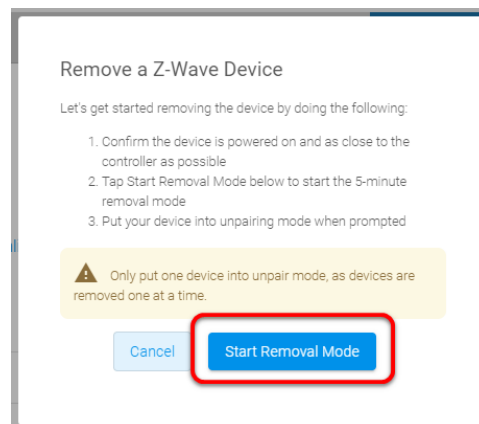 Remove a Z-Wave Device
Let's get started removing the device by doing the following:
1. Confirm the device is powered on and as close to the
controller as possible
2. Tap Start Removal Mode below to start the 5-minute
removal mode
3. Put your device into unpairing mode when prompted
Only put one device into unpair mode, as devices are
removed one at a time.
Cancel
Start Removal Mode